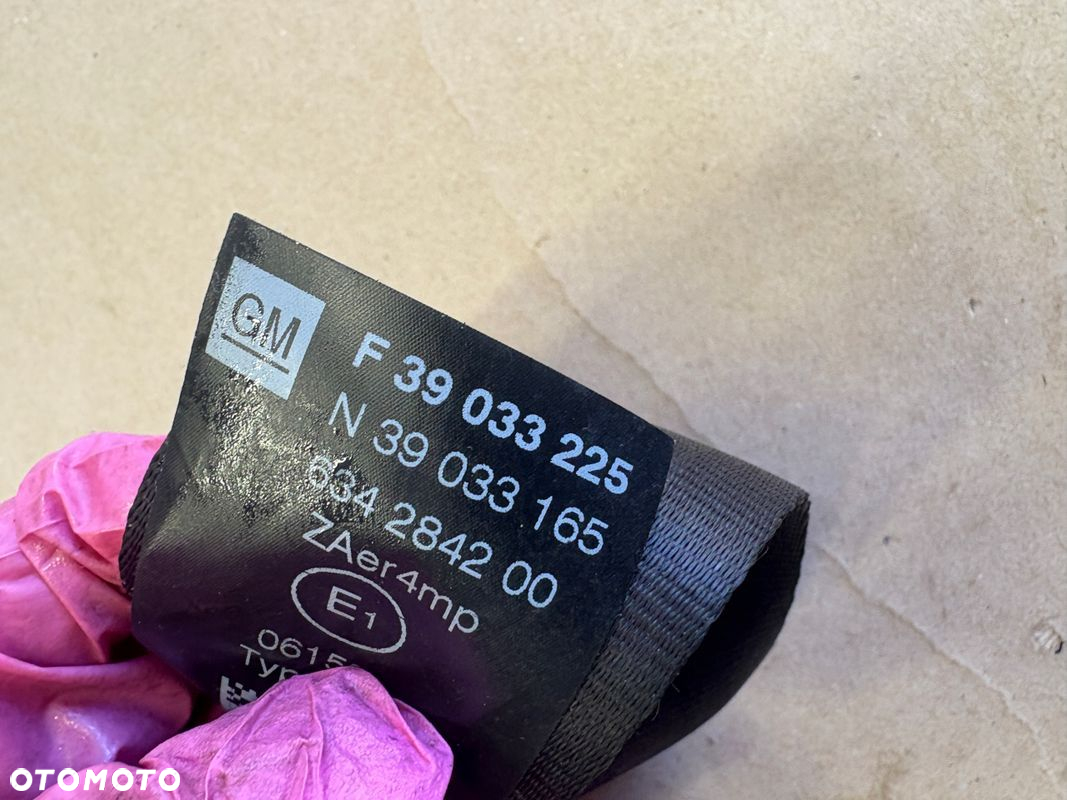 GM
F 39 033 225
N 39 033 165
634 2842 00
ZAer4mp
E1
OTOMOTO